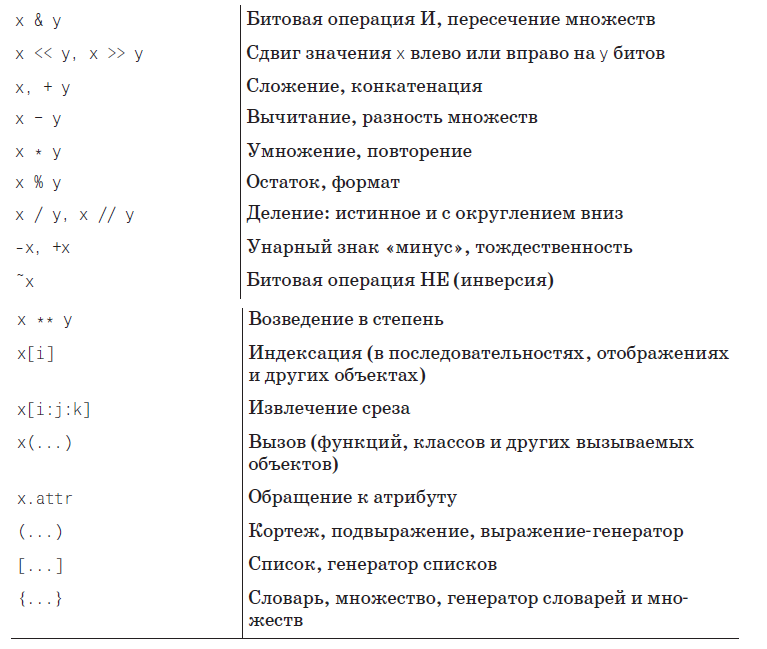 x & y Битовая операция И, пересечение множеств
x << y, x >> y Сдвиг значения x влево или вправо на y битов
x, + y Сложение, конкатенация
x – y Вычитание, разность множеств
x * y Умножение, повторение
x % y Остаток, формат
x / y, x // y Деление: истинное и с округлением вниз
-x, +x Унарный знак «минус», тождественность
~x Битовая операция НЕ (инверсия)
x ** y Возведение в степень
x[i] Индексация (в последовательностях, отображениях
и других объектах)
x[i:j:k] Извлечение среза
x(...) Вызов (функций, классов и других вызываемых
объектов)
x.attr Обращение к атрибуту
(...) Кортеж, подвыражение, выражение-генератор
[...] Список, генератор списков
{...} Словарь, множество, генератор словарей и мно-
жеств